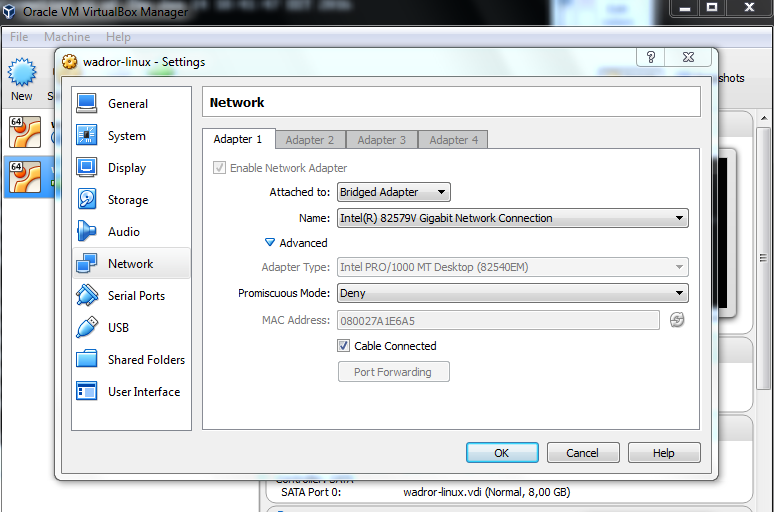 Oracle VM VirtualBox Manager
File Machine Help
New
shots
64
64
wadror-linux - Settings
General
System
Display
Storage
Audio
Network
Serial Ports
USB
Shared Folders
User Interface
Network
Adapter 1 Adapter 2 Adapter 3 Adapter 4
Enable Network Adapter
Attached to: Bridged Adapter
Name: Intel(R) 82579V Gigabit Network Connection
Advanced
Adapter Type: Intel PRO/1000 MT Desktop (82540EM)
Promiscuous Mode: Deny
MAC Address: 080027A1E6A5
Cable Connected
Port Forwarding
OK Cancel Help
SATA Port 0: wadror-linux.vdi (Normal, 8,00 GB)